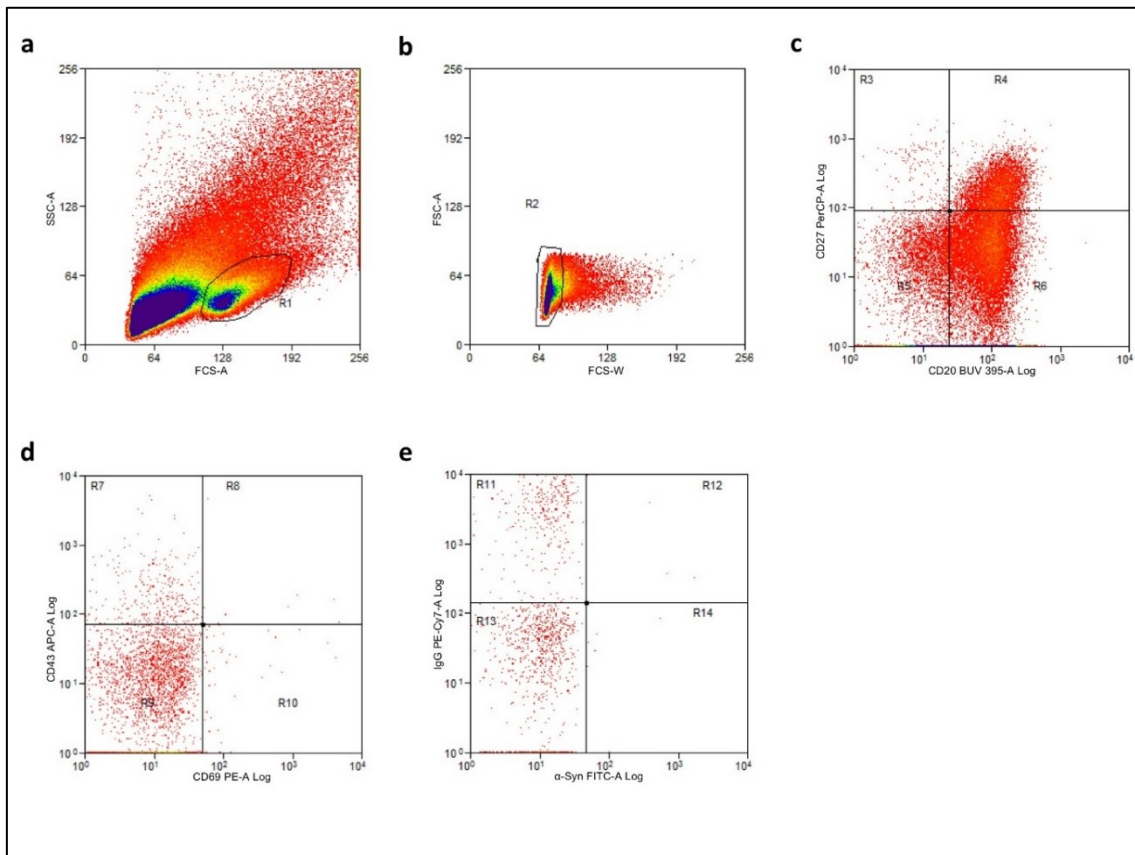 a
256
192
128
64
0
SSC-A
R1
0 64 128 192 256
FCS-A
b
256
192
128
64
0
FSC-A
R2
0 64 128 192 256
FCS-W
c
10⁴
10³
10²
10¹
10⁰
CD27 PerCP-A Log
R3 R4
R5 R6
10⁰ 10¹ 10² 10³ 10⁴
CD20 BUV 395-A Log
d
10⁴
10³
10²
10¹
10⁰
CD43 APC-A Log
R7 R8
R9 R10
10⁰ 10¹ 10² 10³ 10⁴
CD69 PE-A Log
e
10⁴
10³
10²
10¹
10⁰
IgG PE-Cy7-A Log
R11 R12
R13 R14
10⁰ 10¹ 10² 10³ 10⁴
α-Syn FITC-A Log